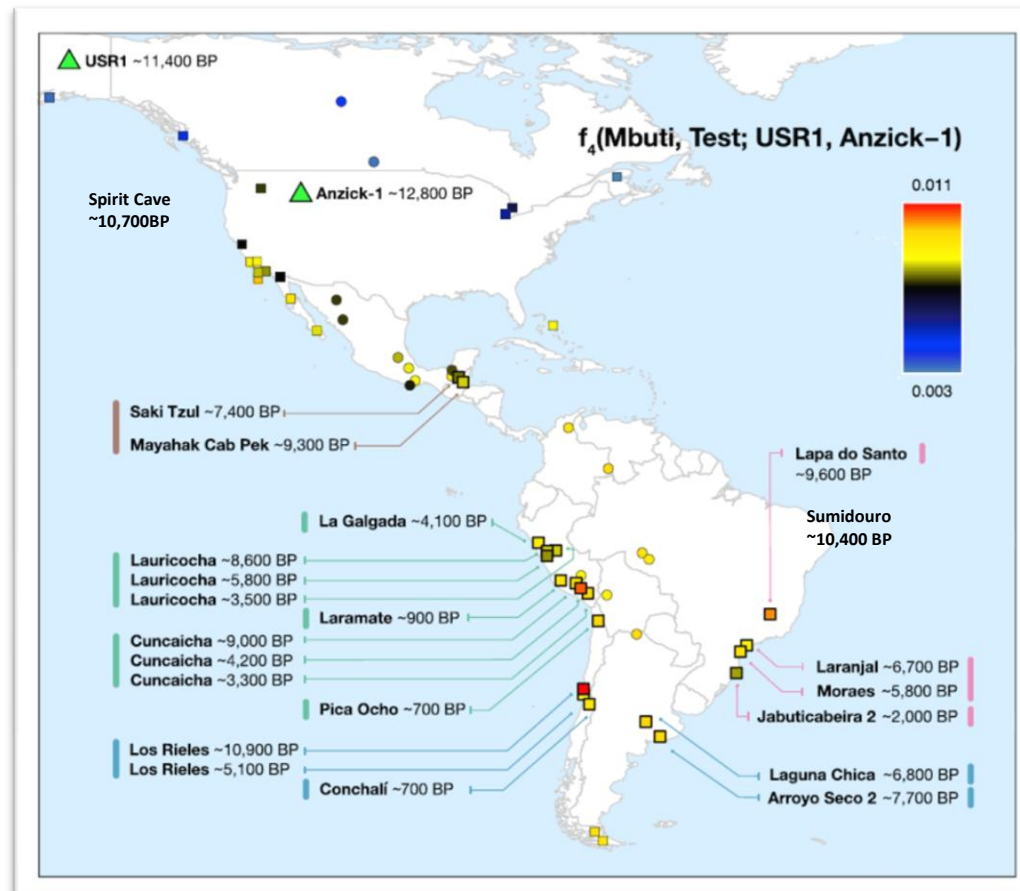 USR1 ~11,400 BP
f4(Mbuti, Test; USR1, Anzick−1)
0.011
0.003
Anzick-1 ~12,800 BP
Spirit Cave
~10,700BP
Saki Tzul ~7,400 BP
Mayahak Cab Pek ~9,300 BP
Lapa do Santo
~9,600 BP
Sumidouro
~10,400 BP
La Galgada ~4,100 BP
Lauricocha ~8,600 BP
Lauricocha ~5,800 BP
Lauricocha ~3,500 BP
Laramate ~900 BP
Cuncaicha ~9,000 BP
Cuncaicha ~4,200 BP
Cuncaicha ~3,300 BP
Pica Ocho ~700 BP
Laranjal ~6,700 BP
Moraes ~5,800 BP
Jabuticabeira 2 ~2,000 BP
Los Rieles ~10,900 BP
Los Rieles ~5,100 BP
Conchalí ~700 BP
Laguna Chica ~6,800 BP
Arroyo Seco 2 ~7,700 BP